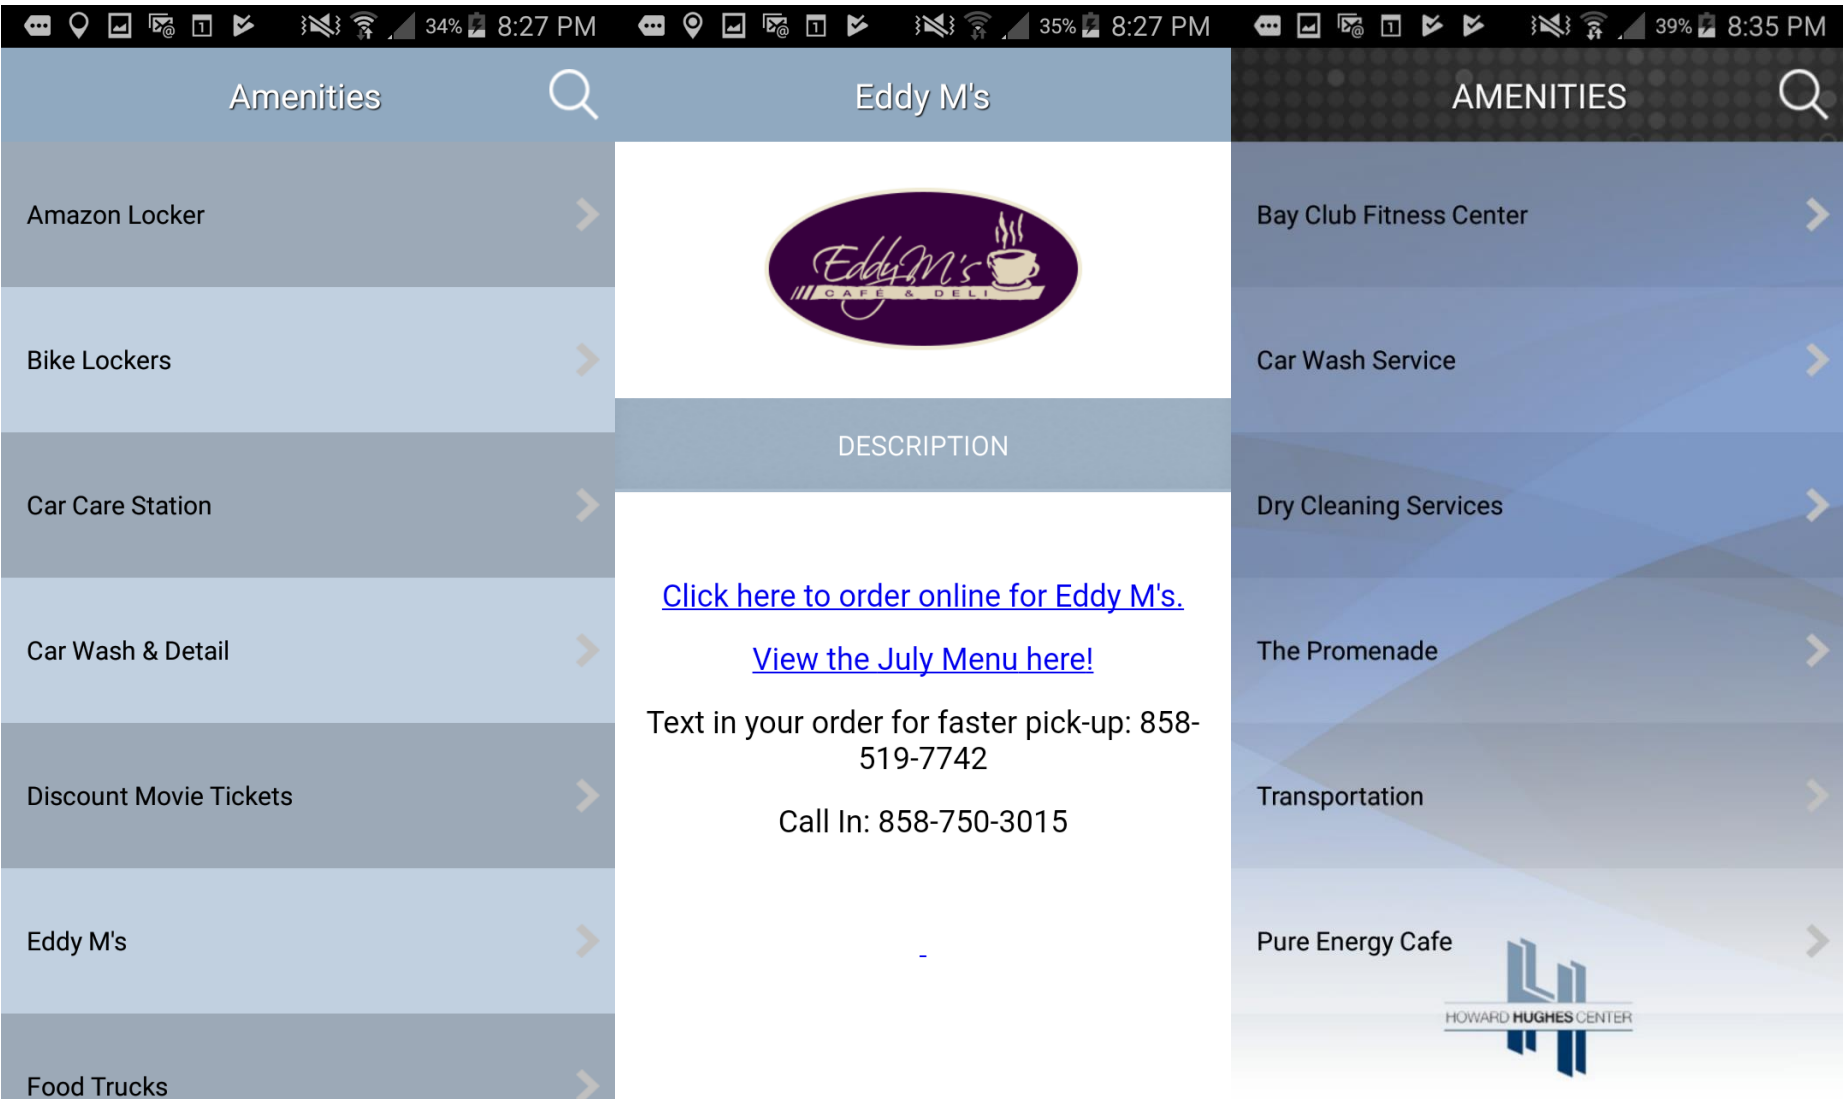 34% 8:27 PM
Amenities
Amazon Locker
Bike Lockers
Car Care Station
Car Wash & Detail
Discount Movie Tickets
Eddy M's
Food Trucks
35% 8:27 PM
Eddy M's
EddyM's
CAFÉ & DELI
DESCRIPTION
Click here to order online for Eddy M's.
View the July Menu here!
Text in your order for faster pick-up: 858-
519-7742
Call In: 858-750-3015
39% 8:35 PM
AMENITIES
Bay Club Fitness Center
Car Wash Service
Dry Cleaning Services
The Promenade
Transportation
Pure Energy Cafe
HOWARD HUGHES CENTER